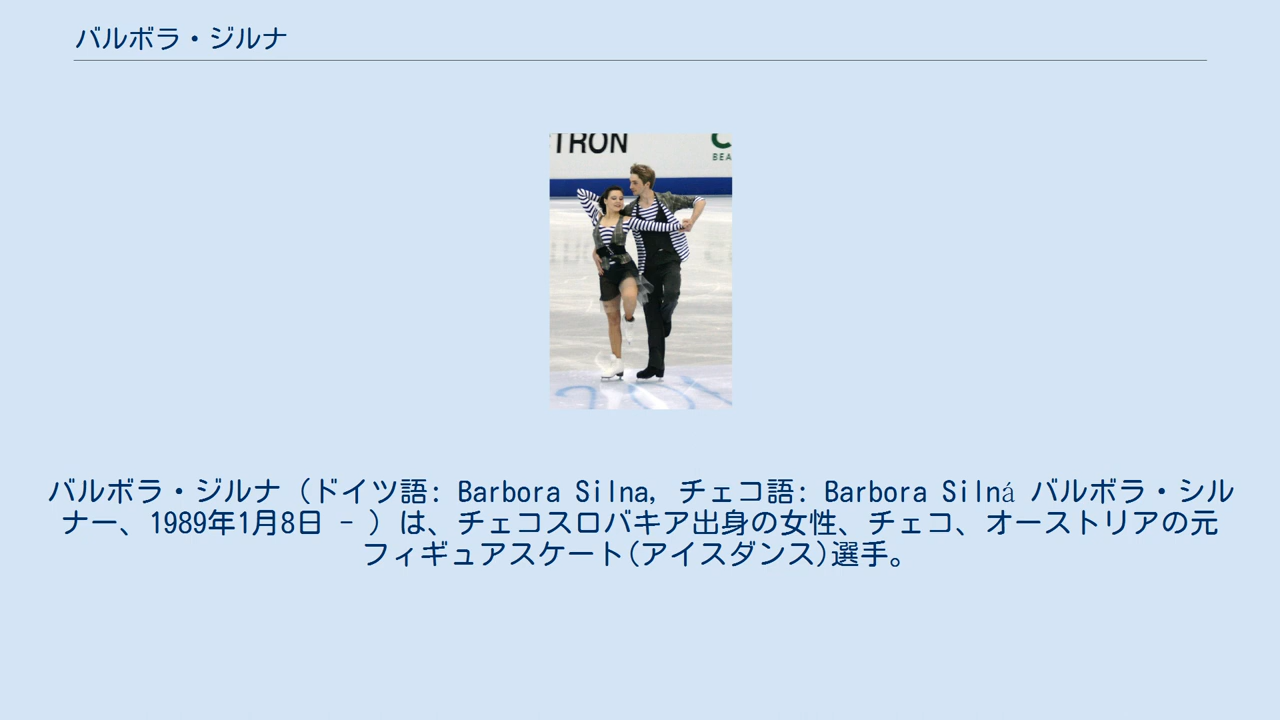 バルボラ・ジルナ
TRON
BEA
バルボラ・ジルナ（ドイツ語: Barbora Silna, チェコ語: Barbora Silná バルボラ・シル
ナー、1989年1月8日 - ）は、チェコスロバキア出身の女性、チェコ、オーストリアの元
フィギュアスケート(アイスダンス)選手。